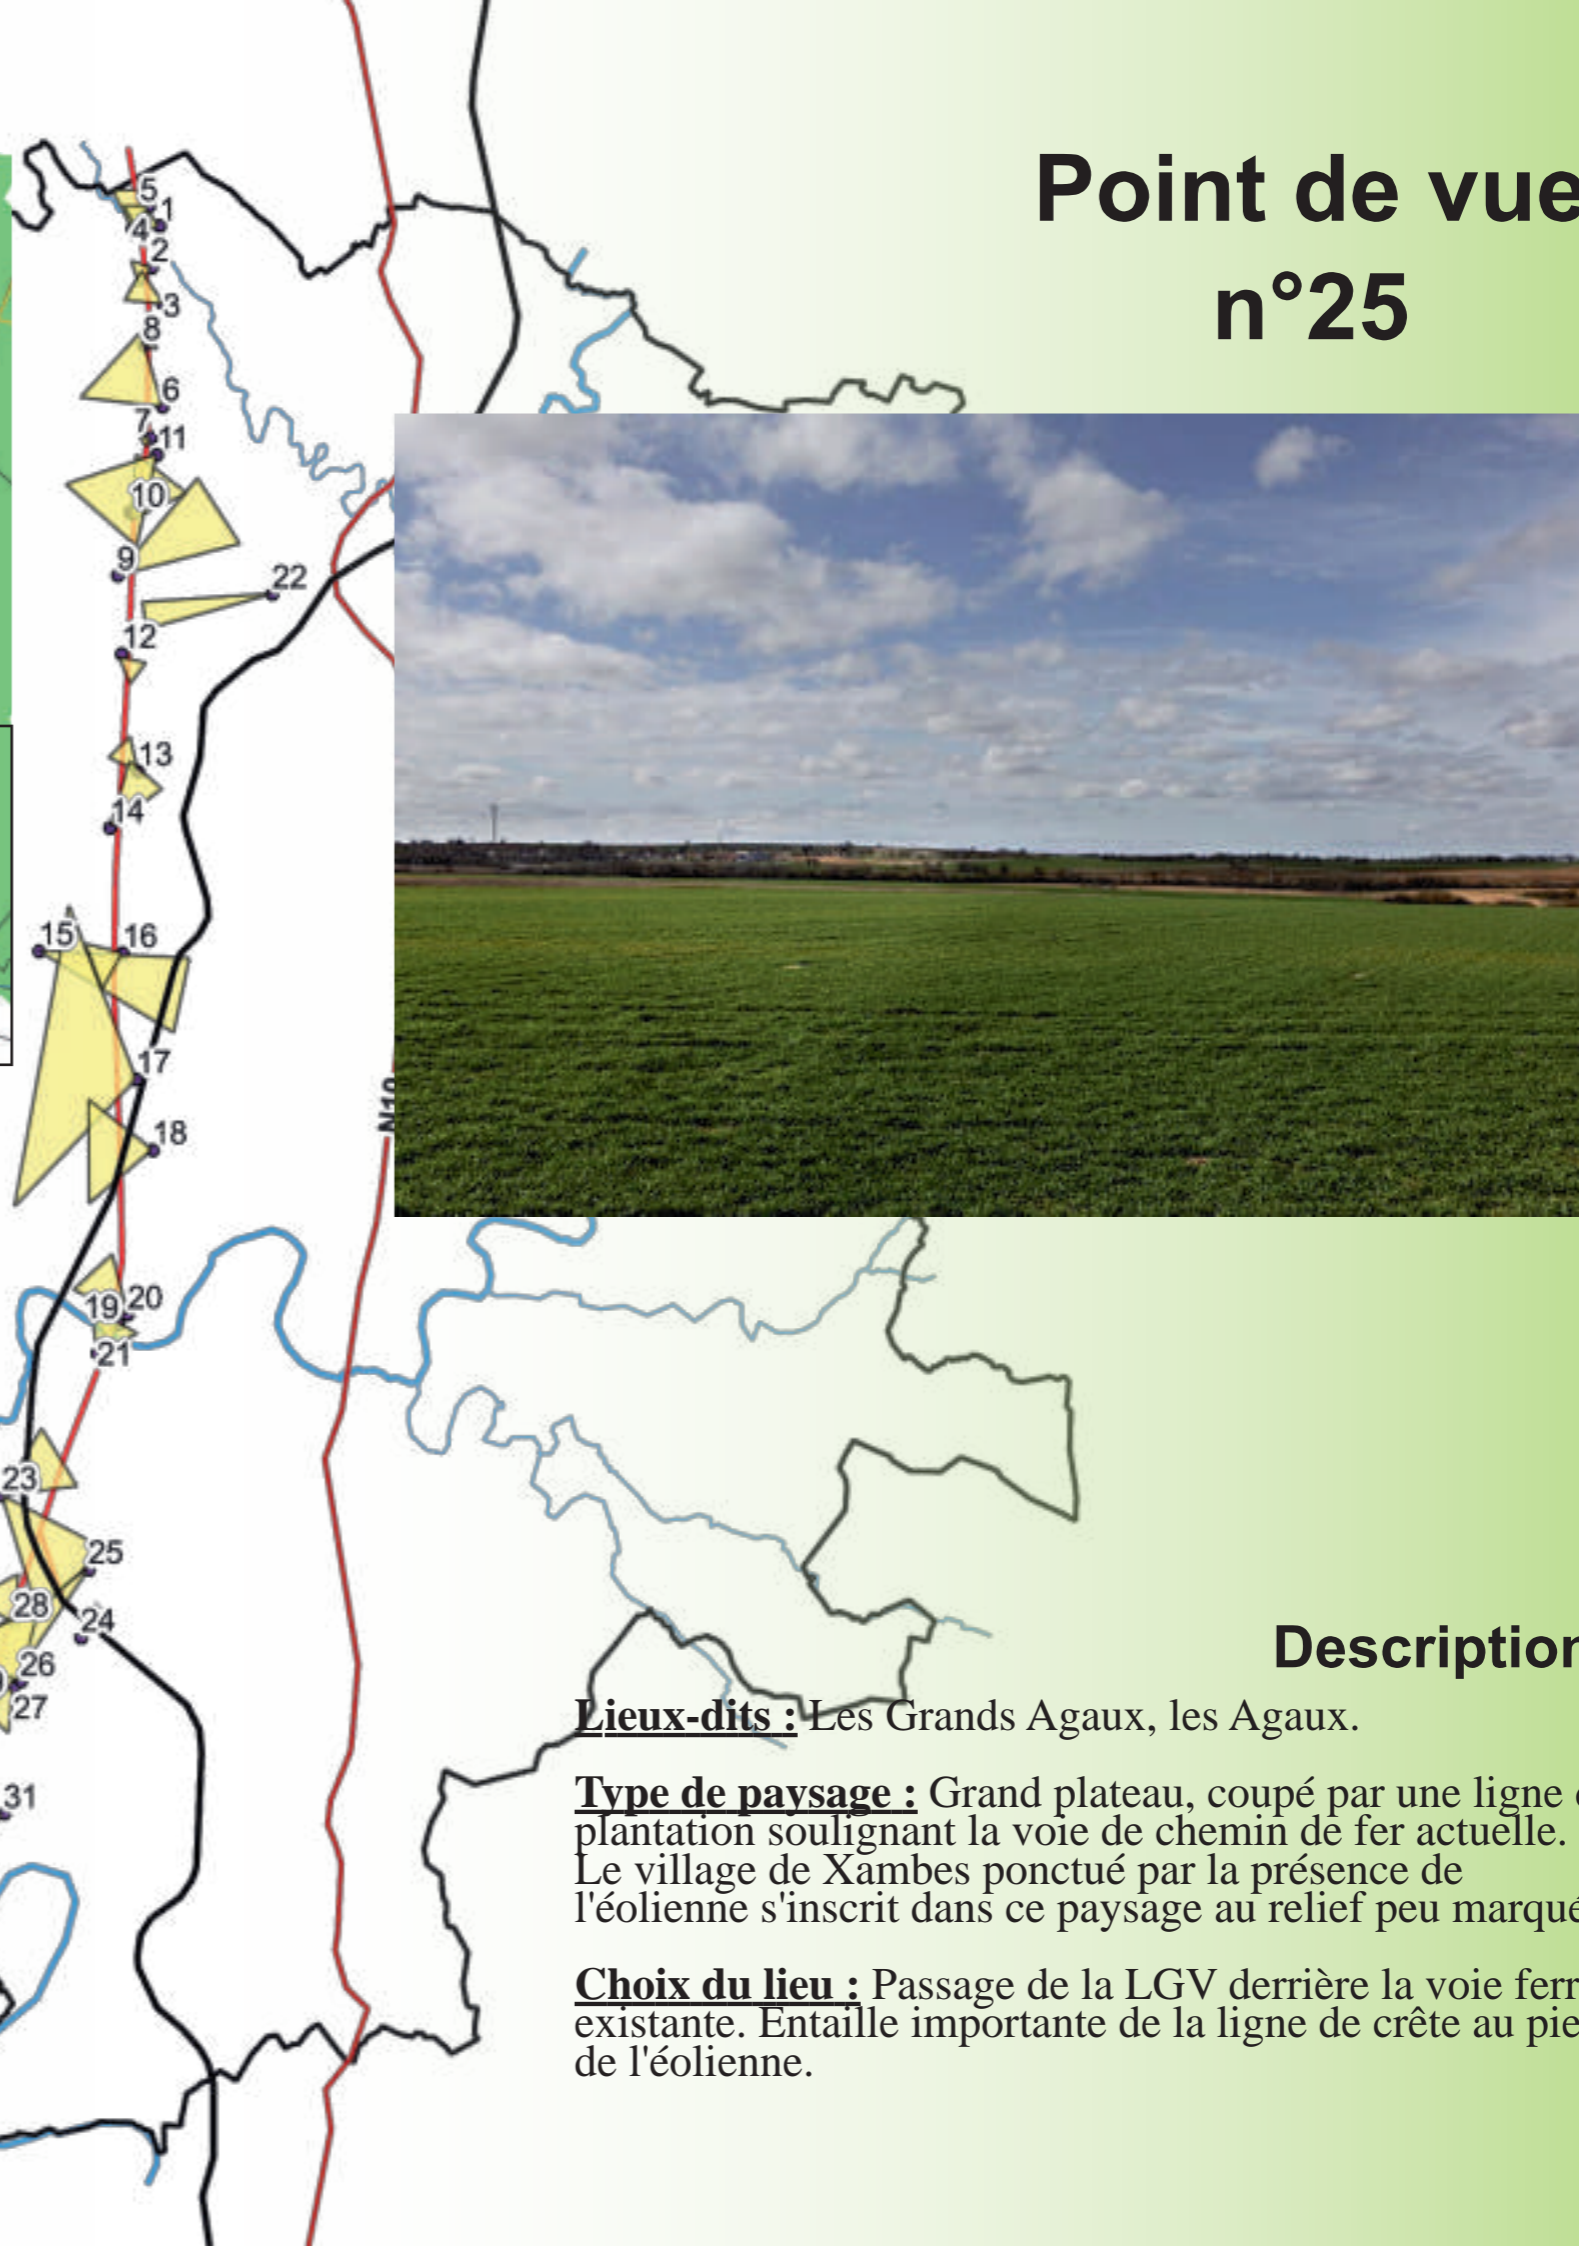 Point de vue
n°25
5
1
4
2
3
8
6
7
11
10
9
22
12
13
14
15
16
17
18
N10
20
19
21
23
25
28
24
26
27
31
Description
Lieux-dits : Les Grands Agaux, les Agaux.
Type de paysage : Grand plateau, coupé par une ligne
plantation soulignant la voie de chemin de fer actuelle.
Le village de Xambes ponctué par la présence de
l'éolienne s'inscrit dans ce paysage au relief peu marqué
Choix du lieu : Passage de la LGV derrière la voie ferr
existante. Entaille importante de la ligne de crête au pie
de l'éolienne.